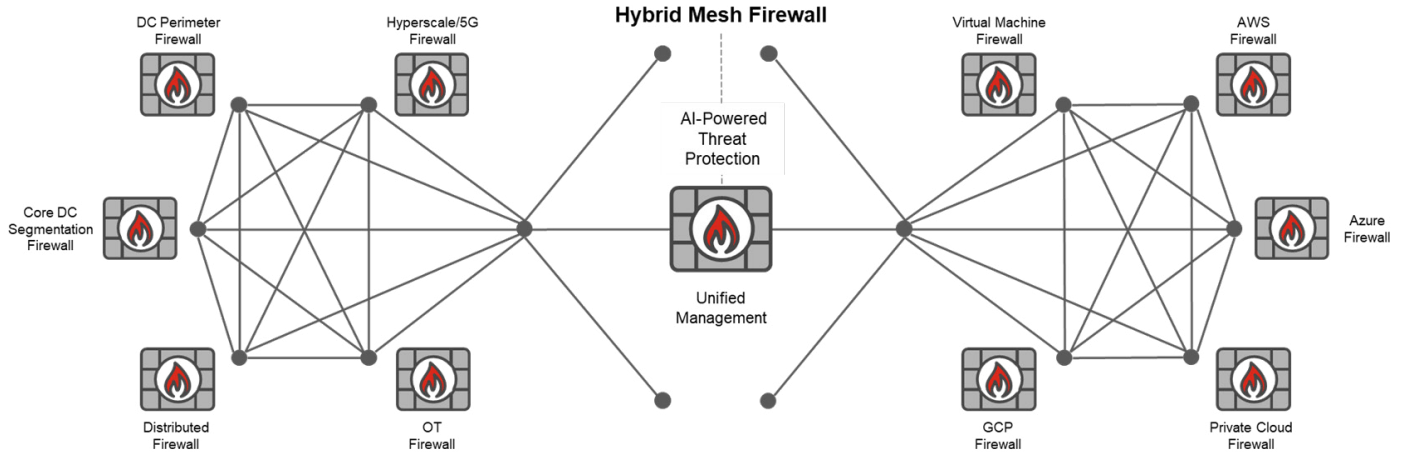 Hybrid Mesh Firewall
DC Perimeter
Firewall
Hyperscale/5G
Firewall
Virtual Machine
Firewall
AWS
Firewall
AI-Powered
Threat
Protection
Core DC
Segmentation
Firewall
Azure
Firewall
Unified
Management
Distributed
Firewall
OT
Firewall
GCP
Firewall
Private Cloud
Firewall